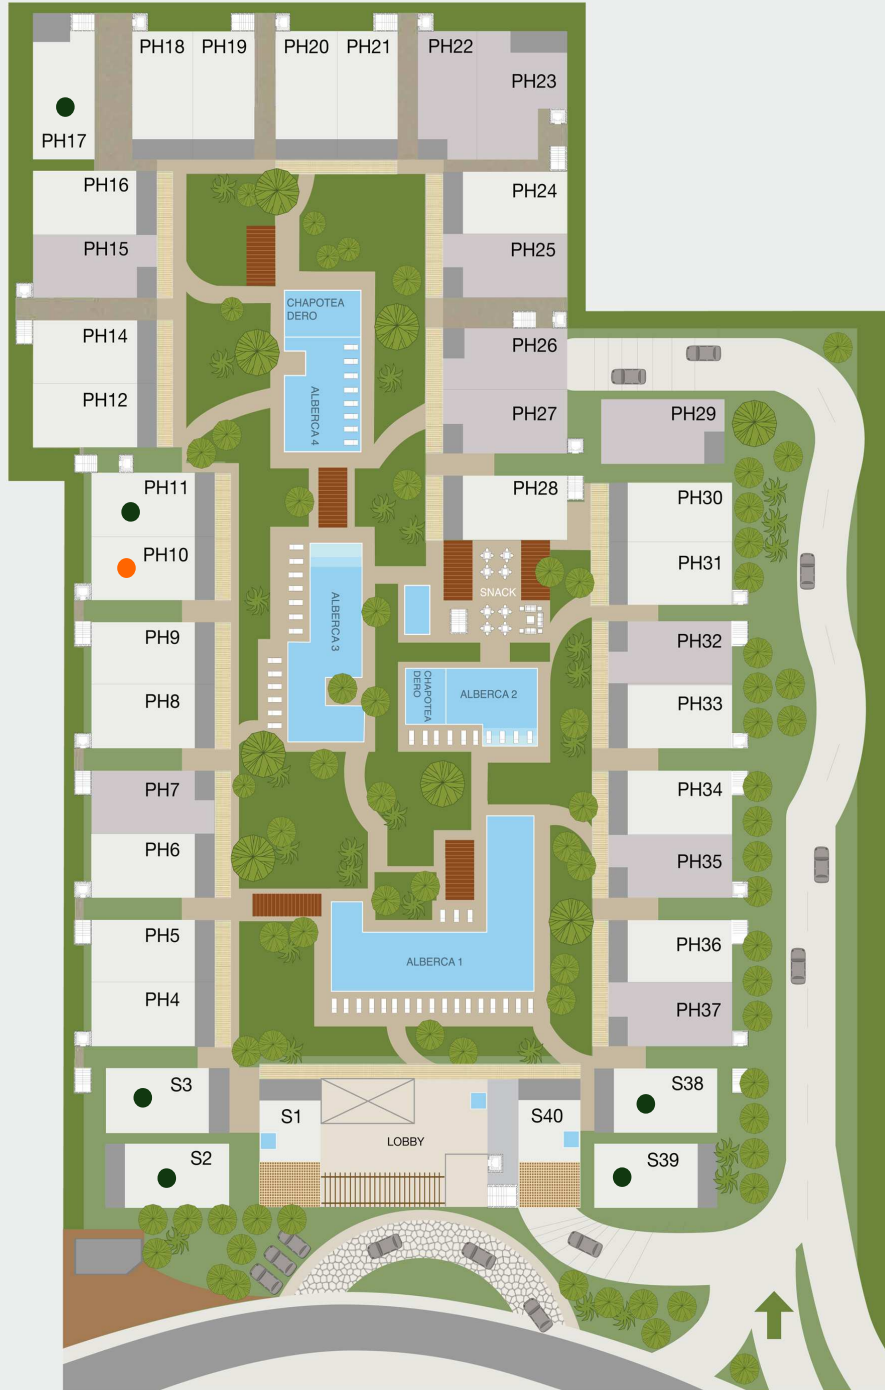 PH18
PH19
PH20
PH21
PH22
PH23
PH17
PH16
PH24
PH15
PH25
CHAPOTEA
DERO
PH14
PH26
PH12
ALBERCA 4
PH27
PH29
PH11
PH28
PH30
PH10
PH31
SNACK
ALBERCA 3
PH9
PH32
PH8
CHAPOTEA
DERO
ALBERCA 2
PH33
PH7
PH34
PH6
PH35
PH5
PH36
ALBERCA 1
PH4
PH37
S3
S38
S1
S40
LOBBY
S2
S39